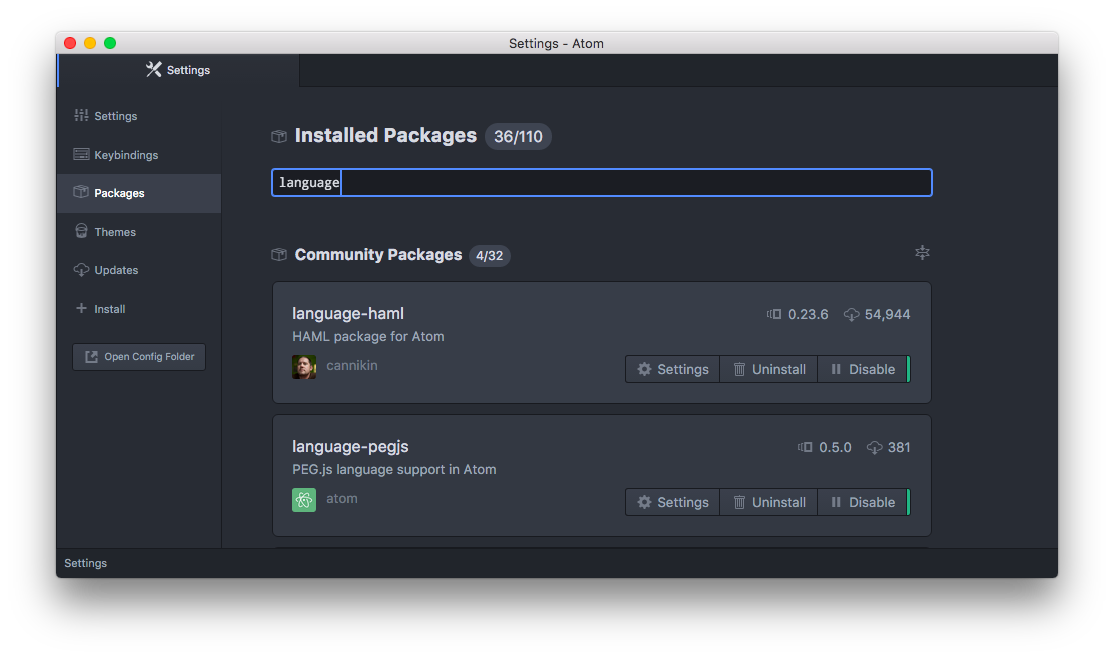 Settings - Atom
Settings
Settings
Keybindings
Packages
Themes
Updates
Install
Open Config Folder
Installed Packages 36/110
language
Community Packages 4/32
language-haml 0.23.6 54,944
HAML package for Atom
cannikin Settings Uninstall Disable
language-pegjs 0.5.0 381
PEG.js language support in Atom
atom Settings Uninstall Disable
Settings